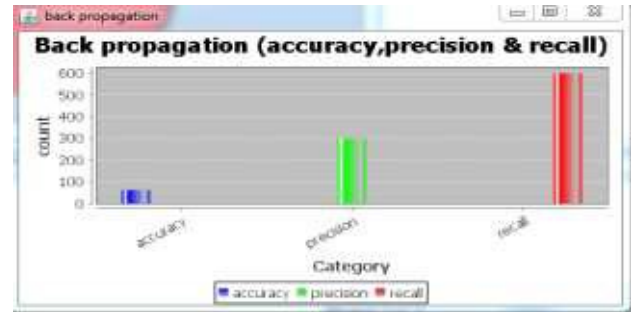 back propagation
Back propagation (accuracy,precision & recall)
600
500
400
300
200
100
0
count
accuracy
precision
recall
Category
accuracy precision recall